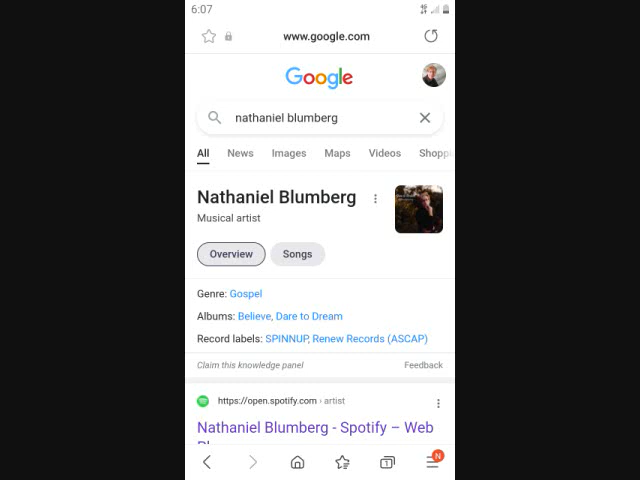 6:07
www.google.com
Google
nathaniel blumberg
All News Images Maps Videos Shoppi
Nathaniel Blumberg
Musical artist
Overview Songs
Genre: Gospel
Albums: Believe, Dare to Dream
Record labels: SPINNUP, Renew Records (ASCAP)
Claim this knowledge panel Feedback
https://open.spotify.com › artist
Nathaniel Blumberg - Spotify – Web
1 N